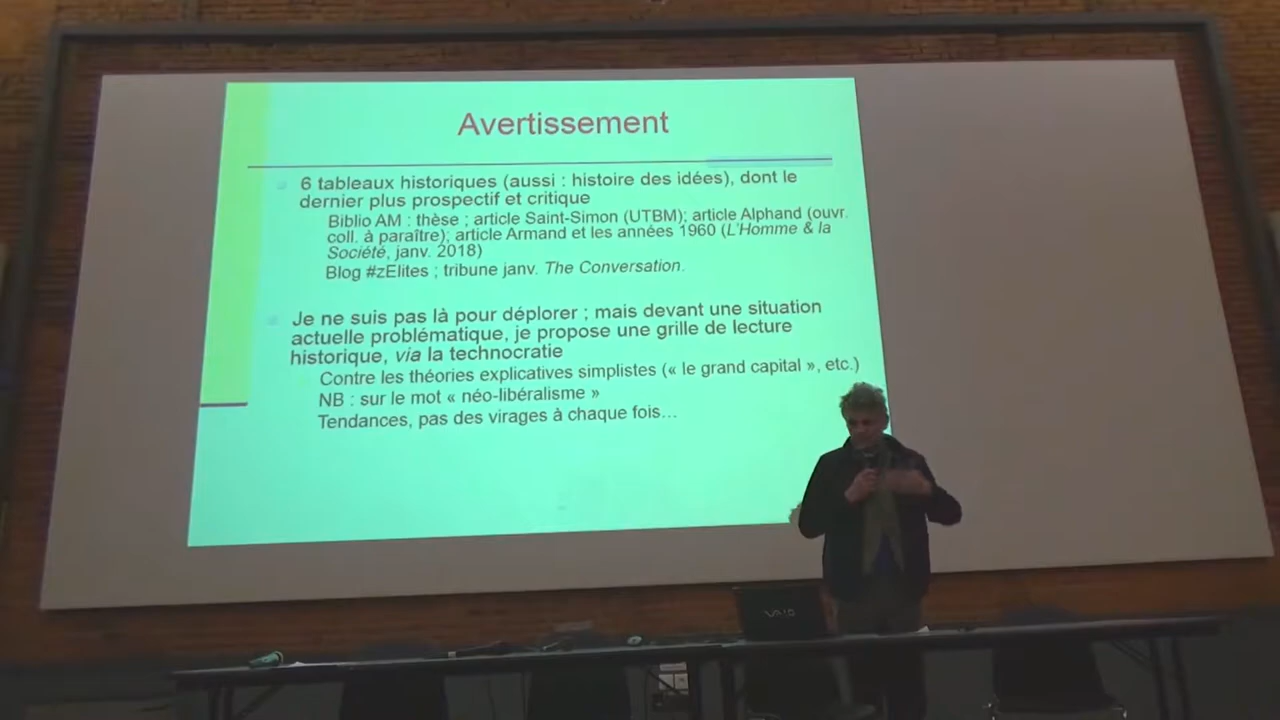 Avertissement
6 tableaux historiques (aussi : histoire des idées), dont le
dernier plus prospectif et critique
Biblio AM : thèse ; article Saint-Simon (UTBM); article Alphand (ouvr.
coll. à paraître); article Armand et les années 1960 (L'Homme & la
Société, janv. 2018)
Blog #zElites ; tribune janv. The Conversation.
Je ne suis pas là pour déplorer ; mais devant une situation
actuelle problématique, je propose une grille de lecture
historique, via la technocratie
Contre les théories explicatives simplistes (« le grand capital », etc.)
NB : sur le mot « néo-libéralisme »
Tendances, pas des virages à chaque fois…
VAIO